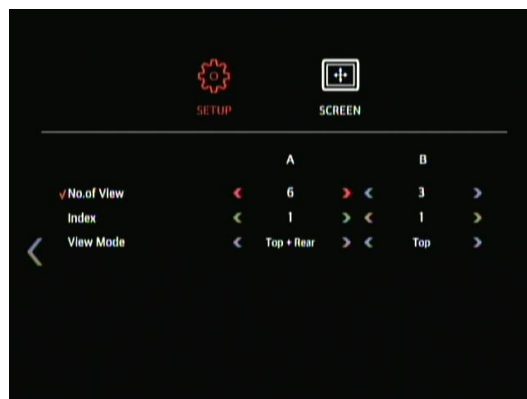 SETUP SCREEN
A B
√ No.of View 6 3
Index 1 1
View Mode Top + Rear Top